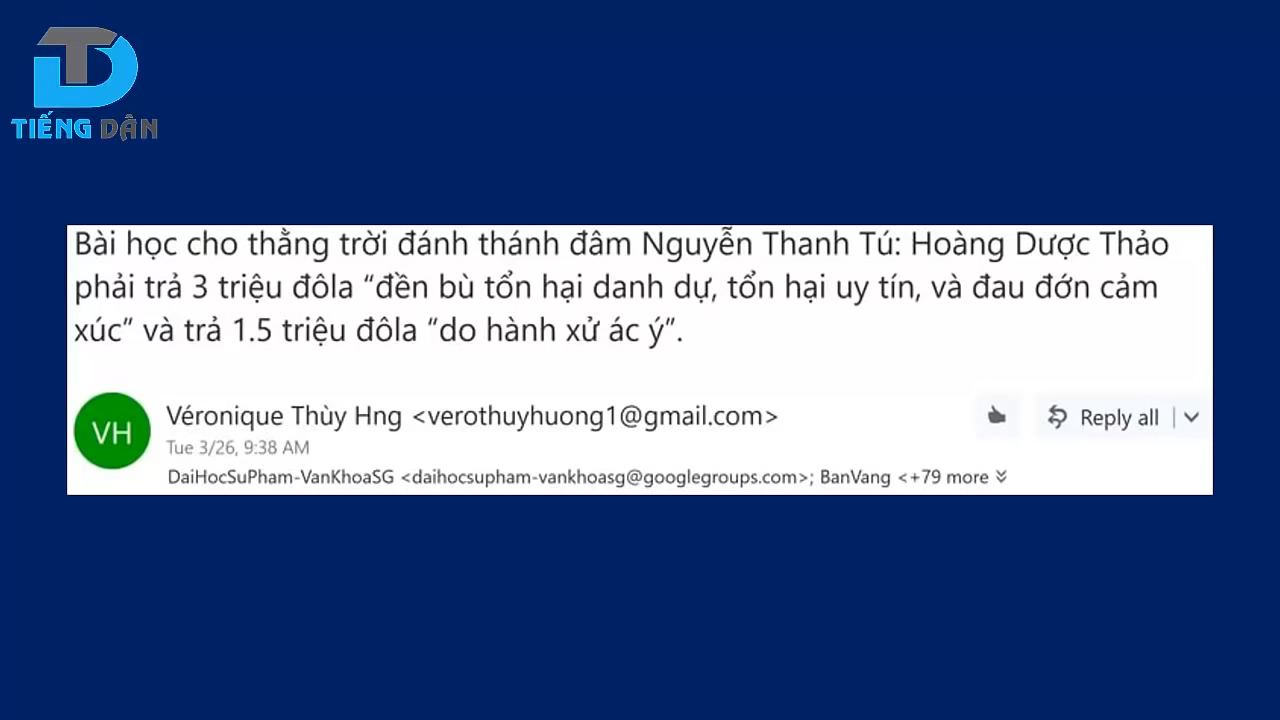 TIẾNG DÂN
Bài học cho thằng trời đánh thánh đâm Nguyễn Thanh Tú: Hoàng Dược Thảo
phải trả 3 triệu đôla “đền bù tổn hại danh dự, tổn hại uy tín, và đau đớn cảm
xúc” và trả 1.5 triệu đôla “do hành xử ác ý”.
VH
Véronique Thùy Hng <verothuyhuong1@gmail.com>
Reply all
Tue 3/26, 9:38 AM
DaiHocSuPham-VanKhoaSG <daihocsupham-vankhoasg@googlegroups.com>; BanVang <+79 more